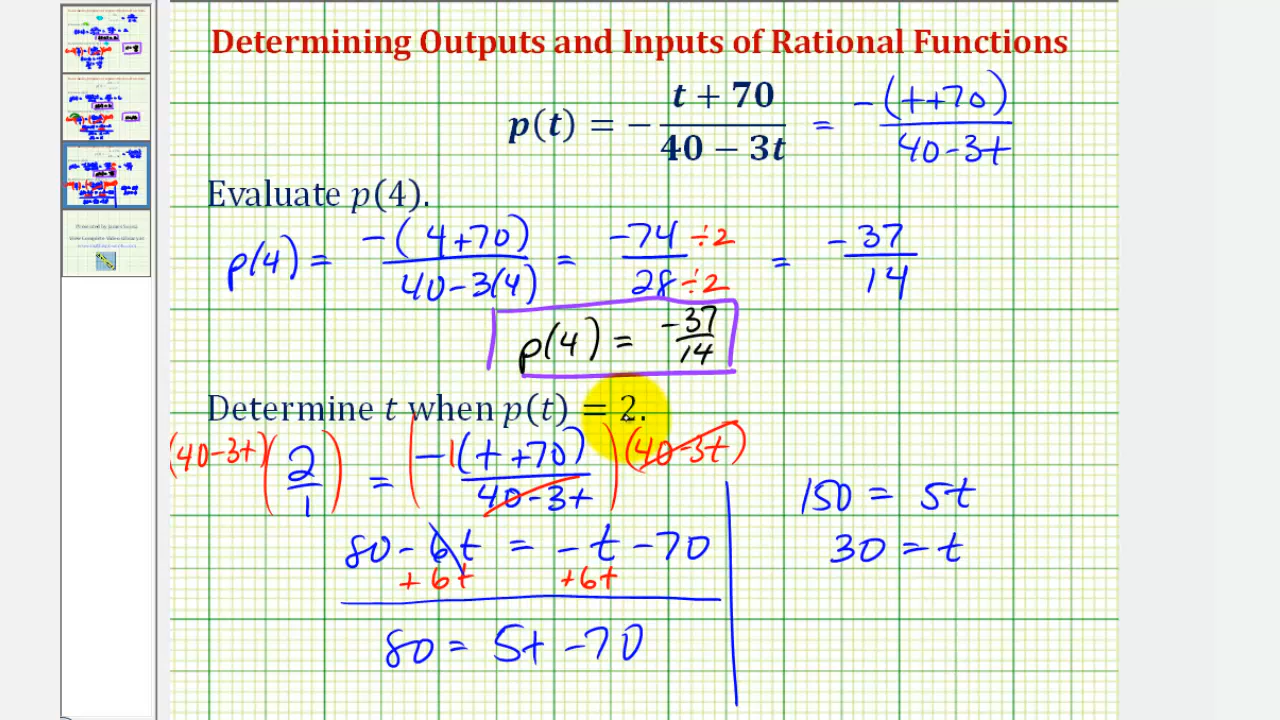 Determining Outputs and Inputs of Rational Functions
p(t) = − (t + 70)/(40 − 3t) = -(t+70)/(40-3t)
Evaluate p(4).
p(4) = -(4+70)/(40-3(4)) = -74 ÷2/28 ÷2 = -37/14
p(4) = -37/14
Determine t when p(t) = 2.
(40-3t)(2/1) = (-1(t+70)/(40-3t))(40-3t)
80 - 6t = -t - 70
+6t +6t
80 = 5t - 70
150 = 5t
30 = t